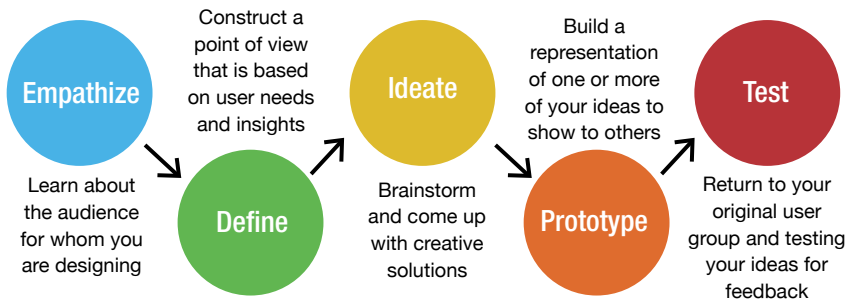 Empathize
Learn about
the audience
for whom you
are designing
Construct a
point of view
that is based
on user needs
and insights
Define
Ideate
Brainstorm
and come up
with creative
solutions
Build a
representation
of one or more
of your ideas to
show to others
Prototype
Test
Return to your
original user
group and testing
your ideas for
feedback